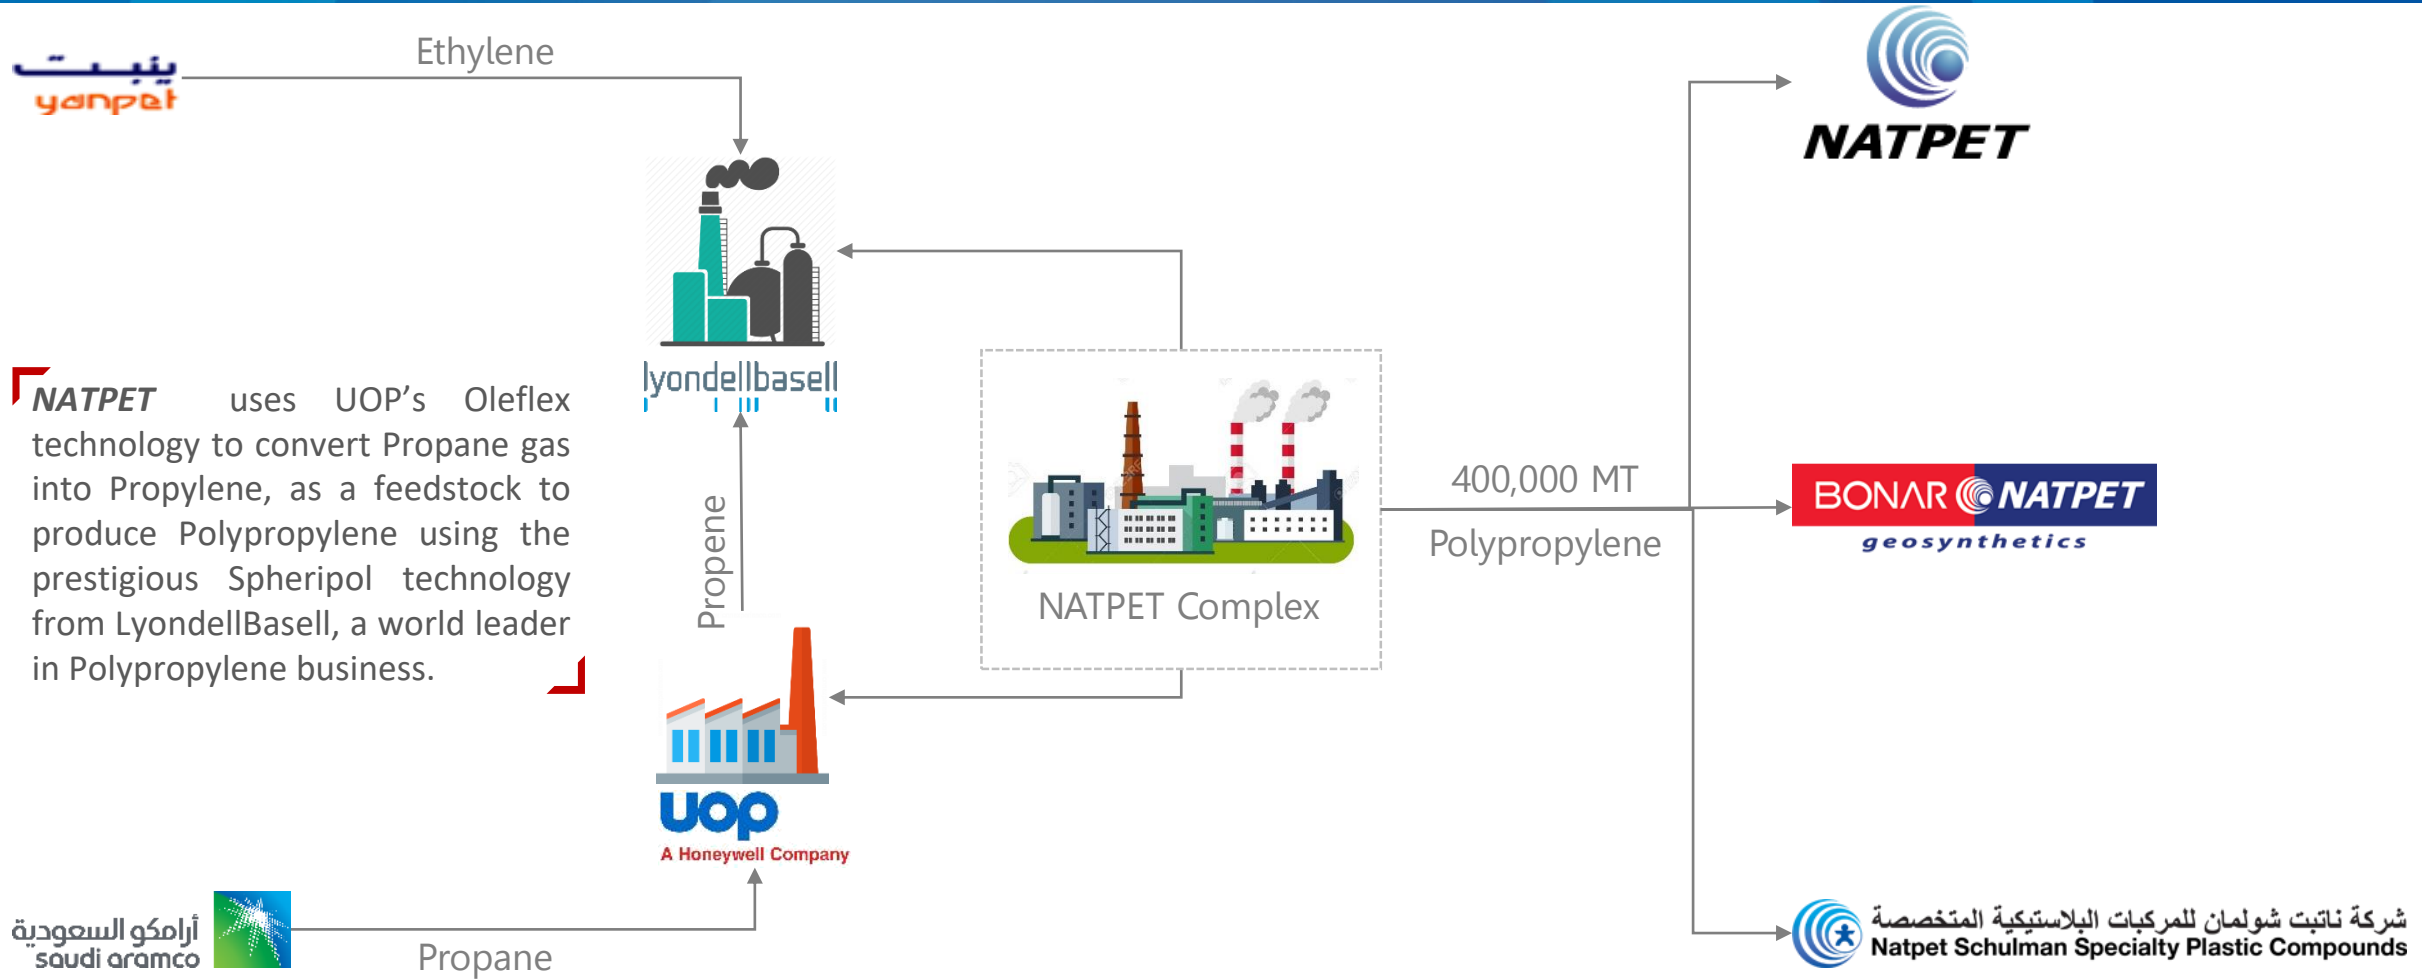 ينبت
yanpet
Ethylene
NATPET
lyondellbasell
NATPET uses UOP’s Oleflex
technology to convert Propane gas
into Propylene, as a feedstock to
produce Polypropylene using the
prestigious Spheripol technology
from LyondellBasell, a world leader
in Polypropylene business.
Propene
NATPET Complex
400,000 MT
Polypropylene
BONAR NATPET
geosynthetics
uop
A Honeywell Company
أرامكو السعودية
saudi aramco
Propane
شركة ناتبت شولمان للمركبات البلاستيكية المتخصصة
Natpet Schulman Specialty Plastic Compounds